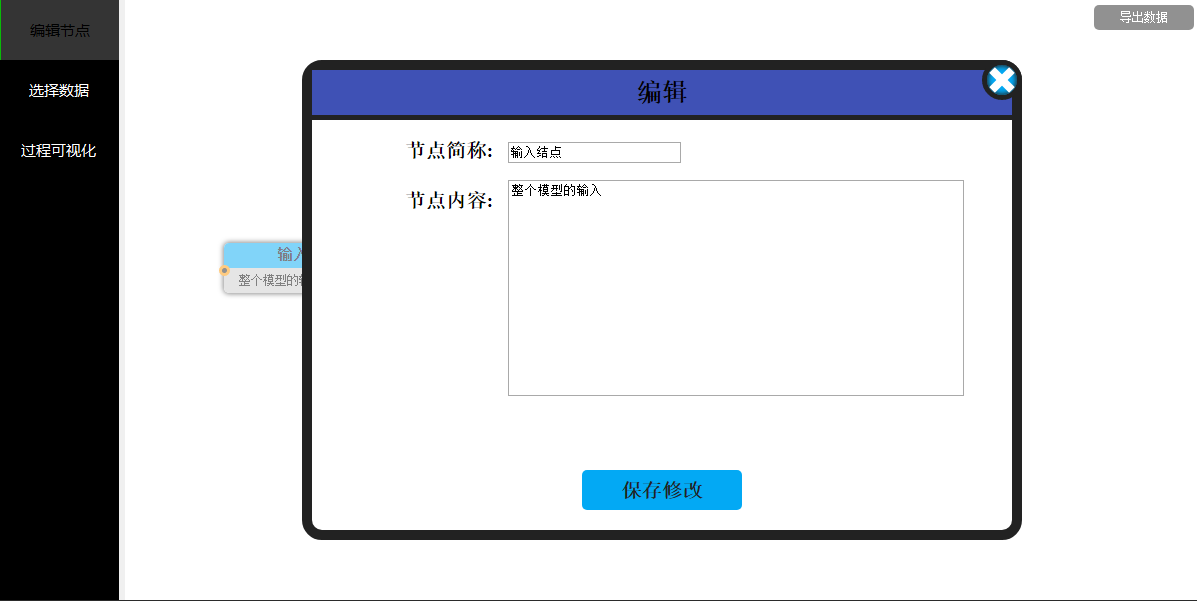 编辑节点
选择数据
过程可视化
导出数据
编辑
节点简称:
输入结点
节点内容:
整个模型的输入
输入
整个模型的
保存修改